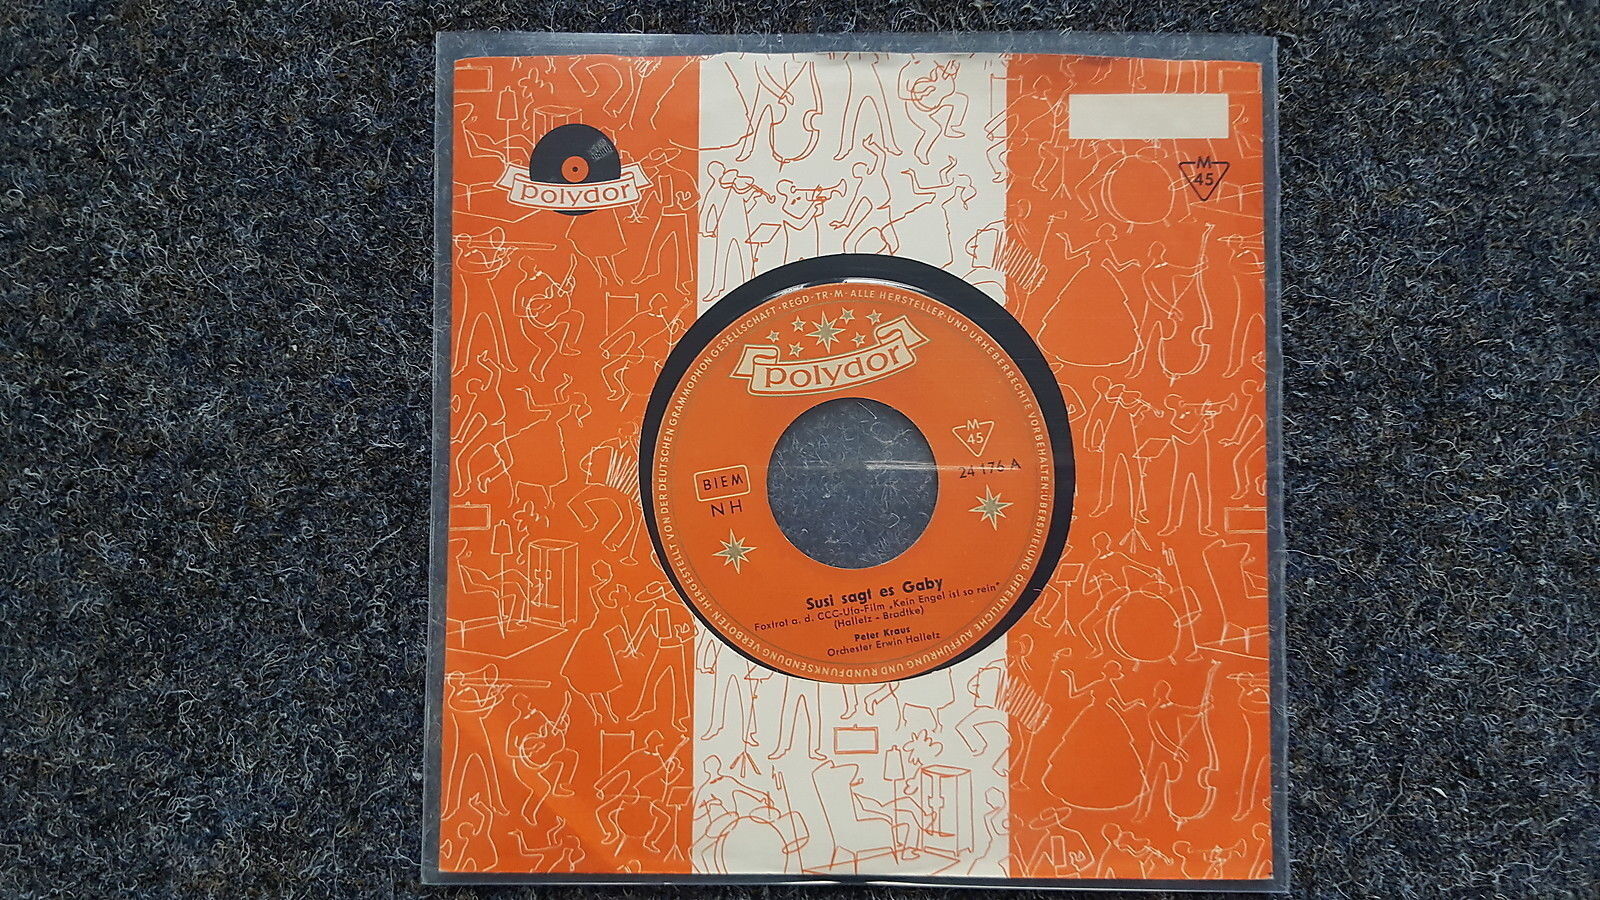 polydor
M
45
HERGESTELLT VON DER DEUTSCHEN GRAMMOPHON GESELLSCHAFT · REGD-TR-M- ALLE HERSTELLER- UND URHEBERRECHTE VORBEHALTEN: ÜBERSPIELUNG ÖFFENTLICHE AUFFÜHRUNG UND RUNDFUNKSENDUNG VERBOTEN ·
polydor
M
45
24 176 A
BIEM
NH
Susi sagt es Gaby
Foxtrot a. d. CCC-Ufa-Film „Kein Engel ist so rein"
(Halletz - Bradtke)
Peter Kraus
Orchester Erwin Halletz